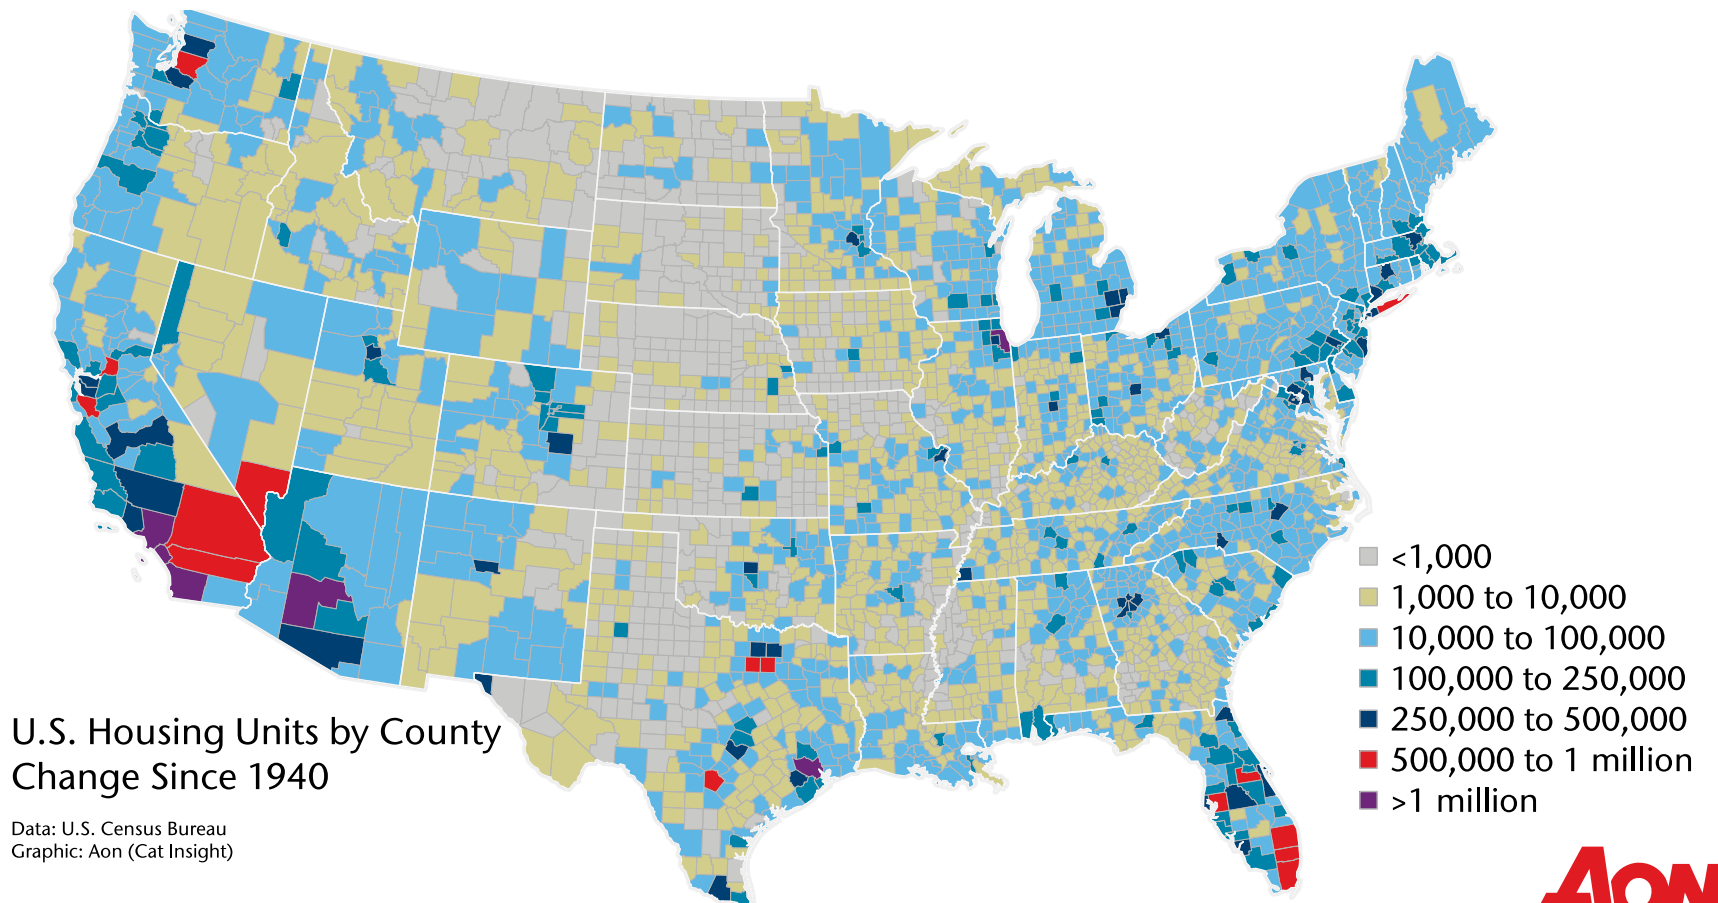 <1,000
1,000 to 10,000
10,000 to 100,000
100,000 to 250,000
250,000 to 500,000
500,000 to 1 million
>1 million
U.S. Housing Units by County
Change Since 1940
Data: U.S. Census Bureau
Graphic: Aon (Cat Insight)
AON